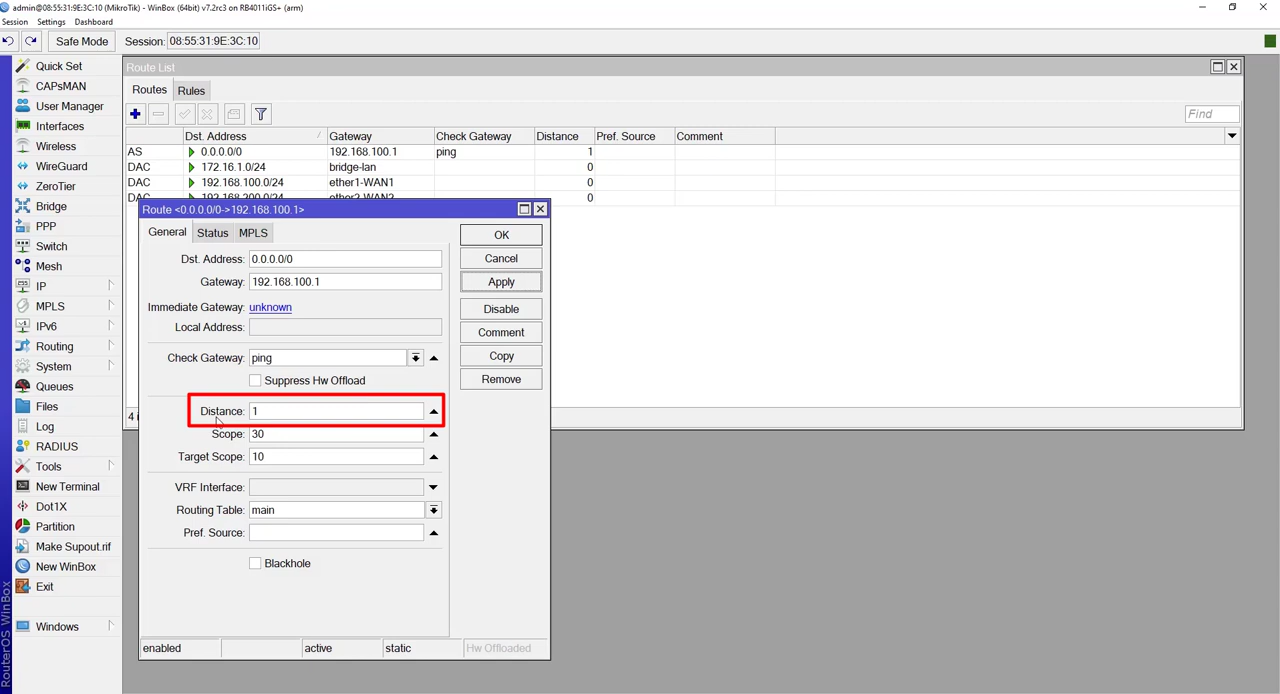 admin@08:55:31:9E:3C:10 (MikroTik) - WinBox (64bit) v7.2rc3 on RB4011iGS+ (arm)
Session Settings Dashboard
Safe Mode Session: 08:55:31:9E:3C:10
Quick Set
CAPsMAN
User Manager
Interfaces
Wireless
WireGuard
ZeroTier
Bridge
PPP
Switch
Mesh
IP
MPLS
IPv6
Routing
System
Queues
Files
Log
RADIUS
Tools
New Terminal
Dot1X
Partition
Make Supout.rif
New WinBox
Exit
Windows
RouterOS WinBox
Route List
Routes Rules
Find
Dst. Address Gateway Check Gateway Distance Pref. Source Comment
AS 0.0.0.0/0 192.168.100.1 ping 1
DAC 172.16.1.0/24 bridge-lan 0
DAC 192.168.100.0/24 ether1-WAN1 0
DAC 192.168.200.0/24 ether2-WAN2 0
4 i
Route <0.0.0.0/0->192.168.100.1>
General Status MPLS
Dst. Address: 0.0.0.0/0
Gateway: 192.168.100.1
Immediate Gateway: unknown
Local Address:
Check Gateway: ping
Suppress Hw Offload
Distance: 1
Scope: 30
Target Scope: 10
VRF Interface:
Routing Table: main
Pref. Source:
Blackhole
OK
Cancel
Apply
Disable
Comment
Copy
Remove
enabled active static Hw Offloaded